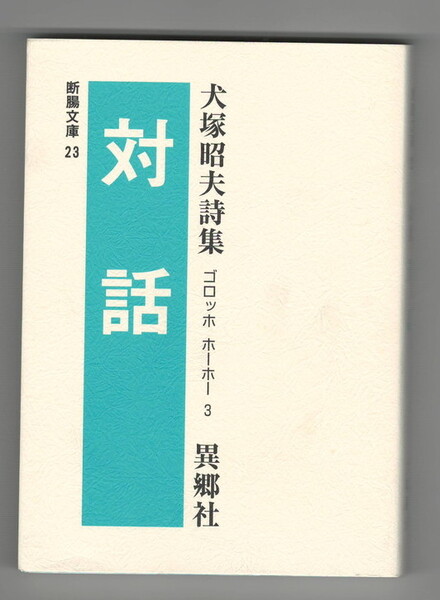 犬塚昭夫詩集
ゴロッホ ホーホー 3
異郷社
対話
断腸文庫 23